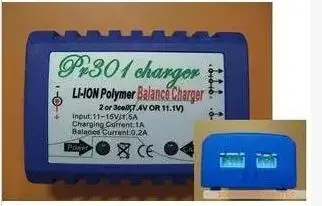 Pr301 charger
LI-ION Polymer Balance Charger
2 or 3cell(7.4V OR 11.1V)
Input:11-15V/1.5A
Charging Current:1A
Balance Current:0.2A
Power